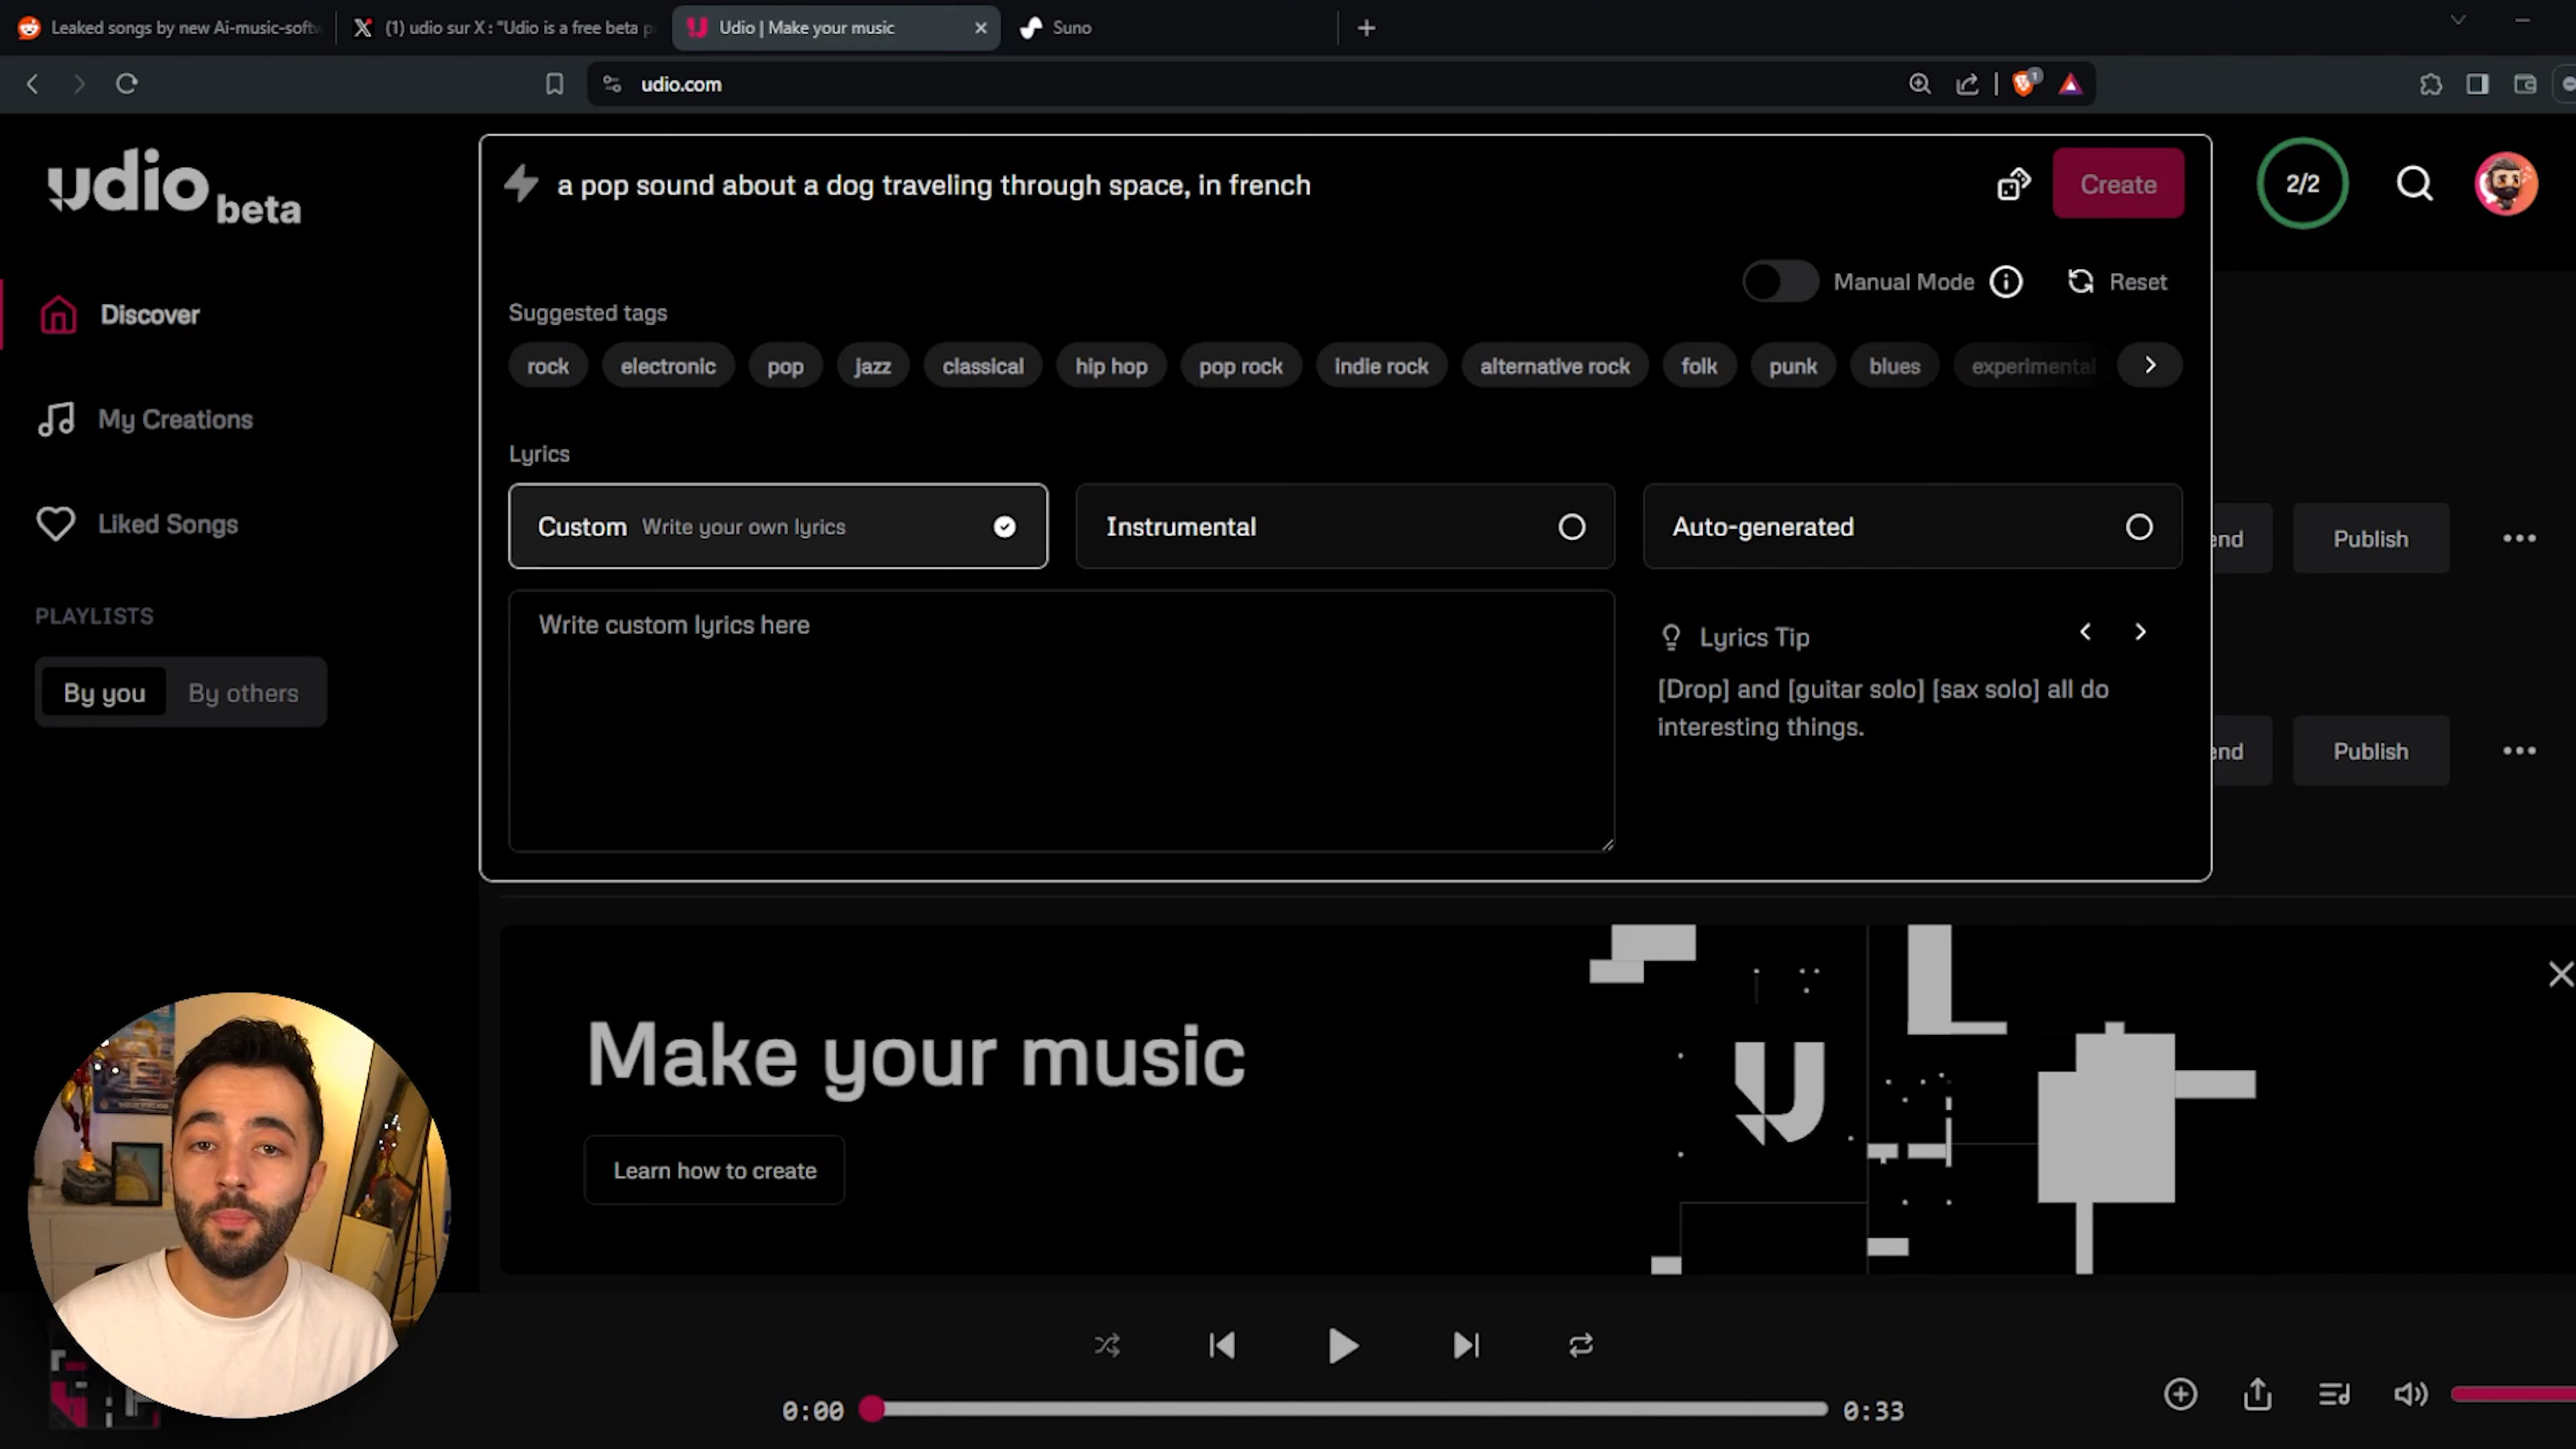 Leaked songs by new Ai-music-softw
(1) udio sur X : "Udio is a free beta p
Udio | Make your music
Suno
udio.com
1
udio beta
a pop sound about a dog traveling through space, in french
Create
2/2
Manual Mode
Reset
Discover
Suggested tags
rock
electronic
pop
jazz
classical
hip hop
pop rock
indie rock
alternative rock
folk
punk
blues
experimental
My Creations
Lyrics
Liked Songs
Custom Write your own lyrics
Instrumental
Auto-generated
end
Publish
PLAYLISTS
By you
By others
Write custom lyrics here
Lyrics Tip
[Drop] and [guitar solo] [sax solo] all do
interesting things.
end
Publish
Make your music
Learn how to create
0:00
0:33